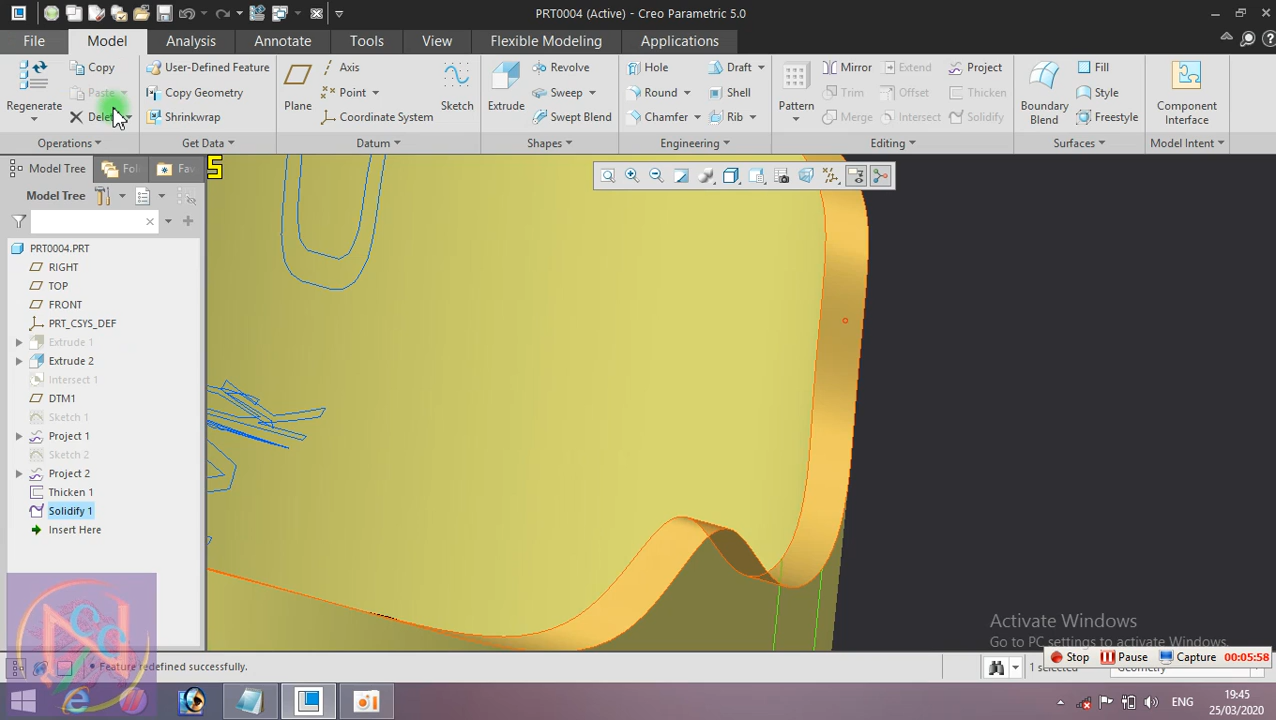 PRT0004 (Active) - Creo Parametric 5.0
File Model Analysis Annotate Tools View Flexible Modeling Applications
Copy User-Defined Feature Axis Revolve Hole Draft Mirror Extend Project Fill
Paste Copy Geometry Point Sweep Round Shell Trim Offset Thicken Style
Regenerate Delet Shrinkwrap Plane Coordinate System Sketch Extrude Swept Blend Chamfer Rib Pattern Merge Intersect Solidify Boundary Blend Freestyle Component Interface
Operations Get Data Datum Shapes Engineering Editing Surfaces Model Intent
Model Tree Fol Fav
S
Model Tree
PRT0004.PRT
RIGHT
TOP
FRONT
PRT_CSYS_DEF
Extrude 1
Extrude 2
Intersect 1
DTM1
Sketch 1
Project 1
Sketch 2
Project 2
Thicken 1
Solidify 1
Insert Here
Activate Windows
Go to PC settings to activate Windows.
Stop Pause Capture 00:05:58
Feature redefined successfully.
1 selected
ENG
19:45
25/03/2020